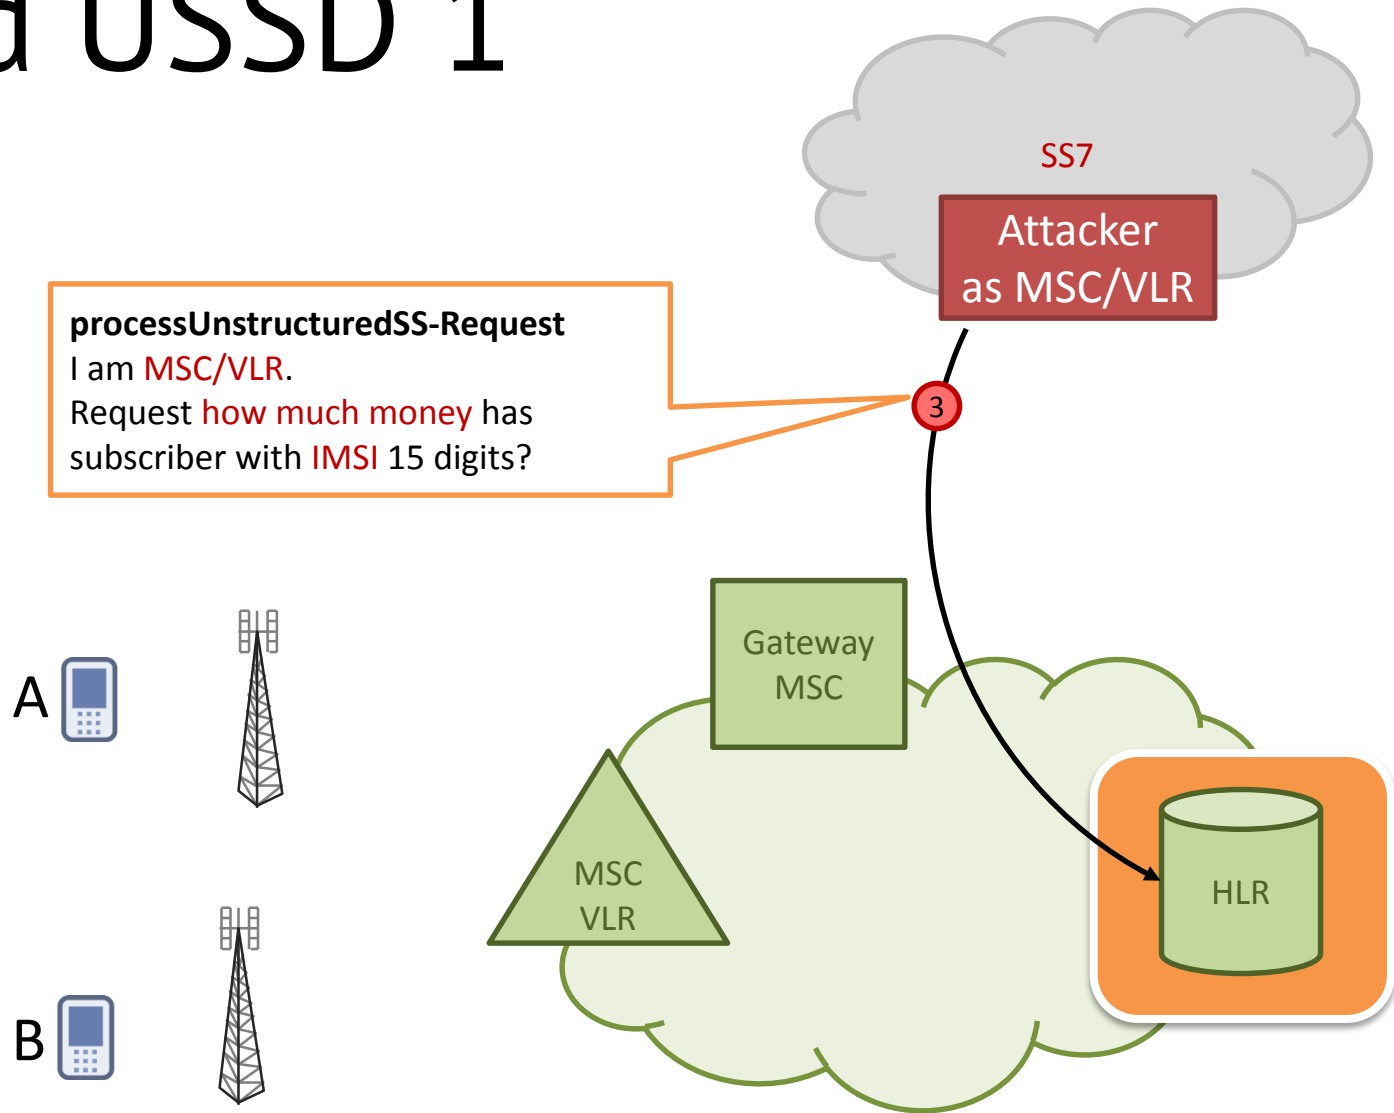 d USSD 1
SS7
Attacker
as MSC/VLR
processUnstructuredSS-Request
I am MSC/VLR.
Request how much money has
subscriber with IMSI 15 digits?
3
Gateway
MSC
A
MSC
VLR
HLR
B